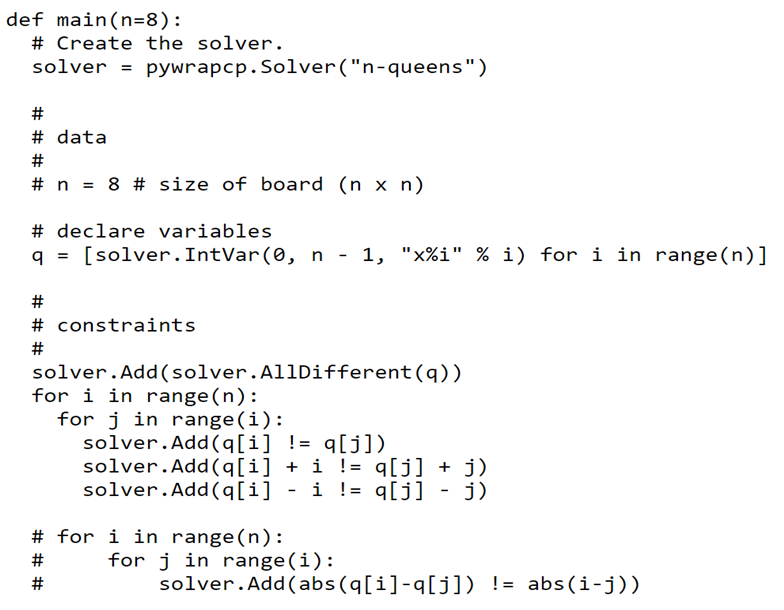 def main(n=8):
  # Create the solver.
  solver = pywrapcp.Solver("n-queens")

  #
  # data
  #
  # n = 8 # size of board (n x n)

  # declare variables
  q = [solver.IntVar(0, n - 1, "x%i" % i) for i in range(n)]

  #
  # constraints
  #
  solver.Add(solver.AllDifferent(q))
  for i in range(n):
    for j in range(i):
      solver.Add(q[i] != q[j])
      solver.Add(q[i] + i != q[j] + j)
      solver.Add(q[i] - i != q[j] - j)

  # for i in range(n):
  #     for j in range(i):
  #         solver.Add(abs(q[i]-q[j]) != abs(i-j))